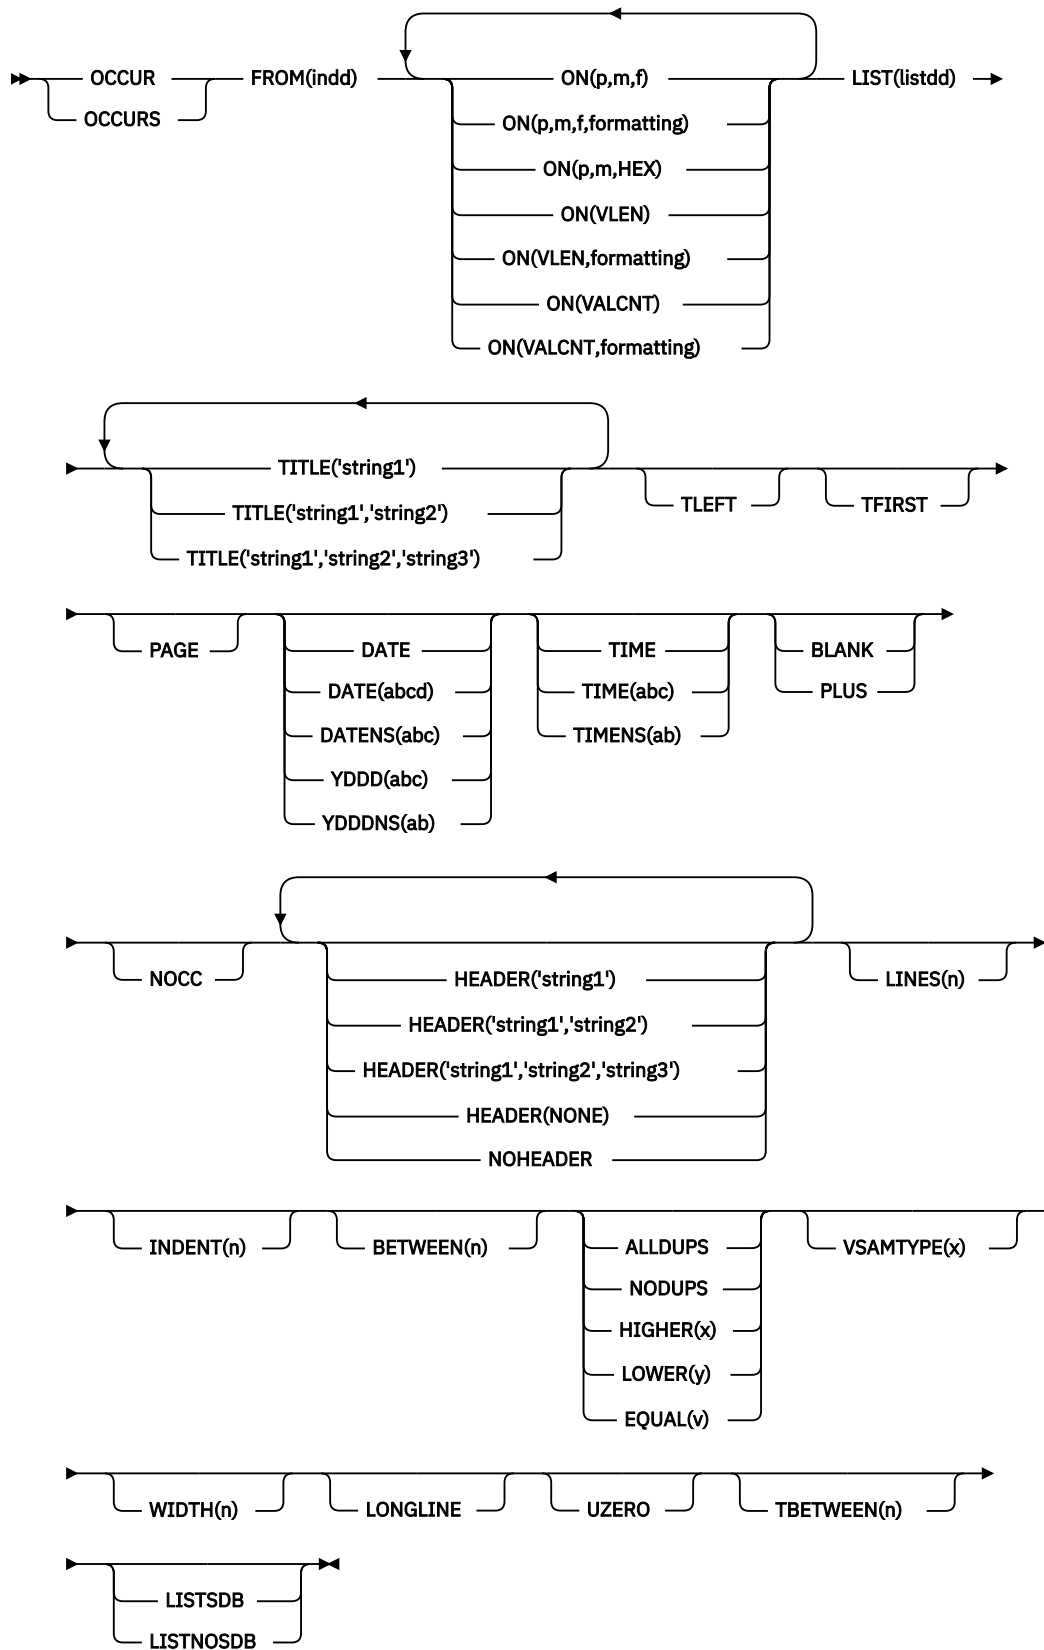 OCCUR
OCCURS
FROM(indd)
ON(p,m,f)
ON(p,m,f,formatting)
ON(p,m,HEX)
ON(VLEN)
ON(VLEN,formatting)
ON(VALCNT)
ON(VALCNT,formatting)
LIST(listdd)
TITLE('string1')
TITLE('string1','string2')
TITLE('string1','string2','string3')
TLEFT
TFIRST
PAGE
DATE
DATE(abcd)
DATENS(abc)
YDDD(abc)
YDDDNS(ab)
TIME
TIME(abc)
TIMENS(ab)
BLANK
PLUS
NOCC
HEADER('string1')
HEADER('string1','string2')
HEADER('string1','string2','string3')
HEADER(NONE)
NOHEADER
LINES(n)
INDENT(n)
BETWEEN(n)
ALLDUPS
NODUPS
HIGHER(x)
LOWER(y)
EQUAL(v)
VSAMTYPE(x)
WIDTH(n)
LONGLINE
UZERO
TBETWEEN(n)
LISTSDB
LISTNOSDB